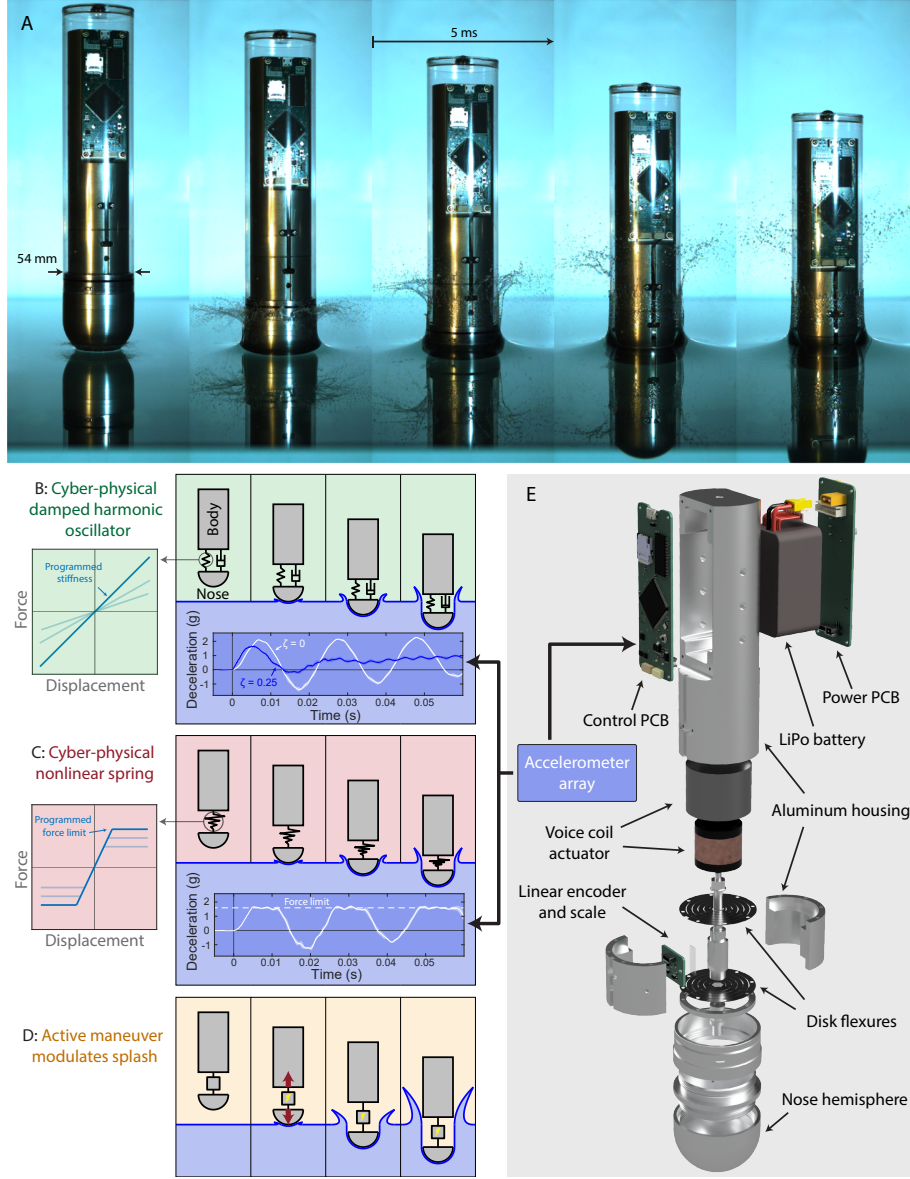 A
5 ms
54 mm
B: Cyber-physical
damped harmonic
oscillator
Programmed
stiffness
Force
Displacement
Body
Nose
Deceleration (g)
2
1
0
-1
ζ = 0
ζ = 0.25
0
0.01
0.02
0.03
0.04
0.05
Time (s)
C: Cyber-physical
nonlinear spring
Programmed
force limit
Force
Displacement
Deceleration (g)
2
1
0
-1
Force limit
0
0.01
0.02
0.03
0.04
0.05
Time (s)
D: Active maneuver
modulates splash
Accelerometer
array
E
Control PCB
Power PCB
LiPo battery
Aluminum housing
Voice coil
actuator
Linear encoder
and scale
Disk flexures
Nose hemisphere